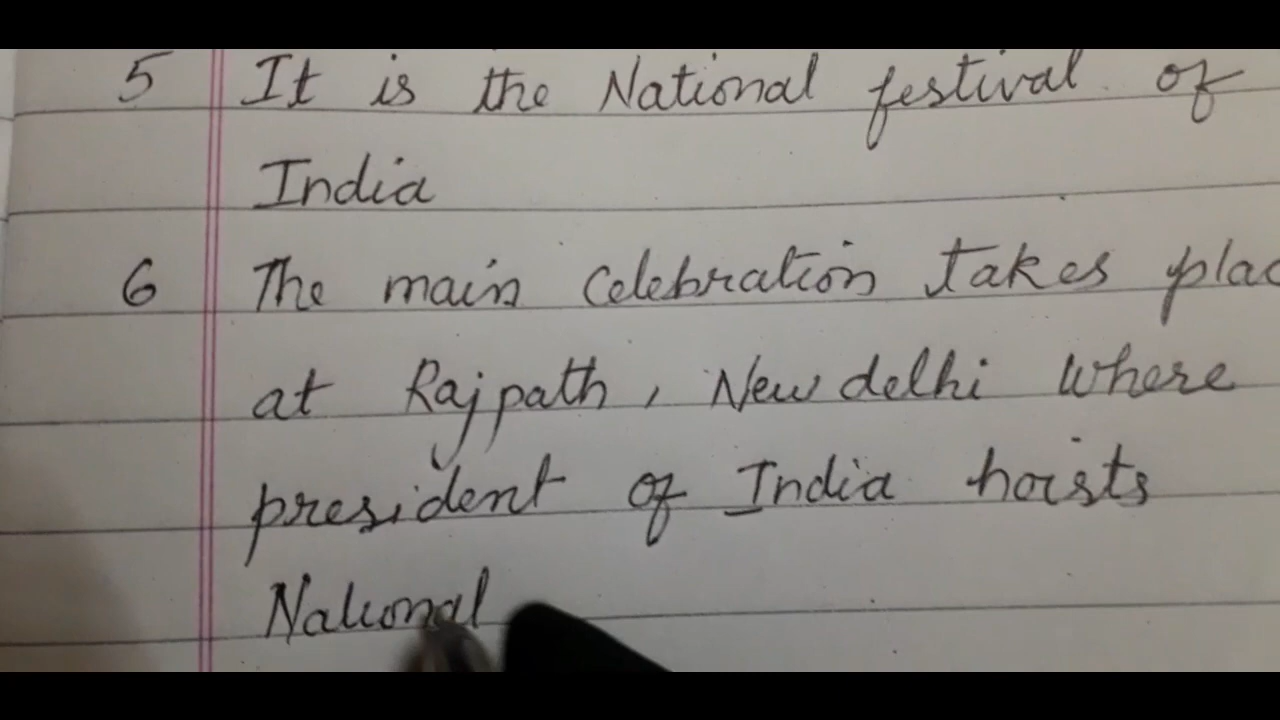 5 It is the National festival of
India
6 The main celebration takes plac
at Rajpath, New delhi where
president of India hoists
National